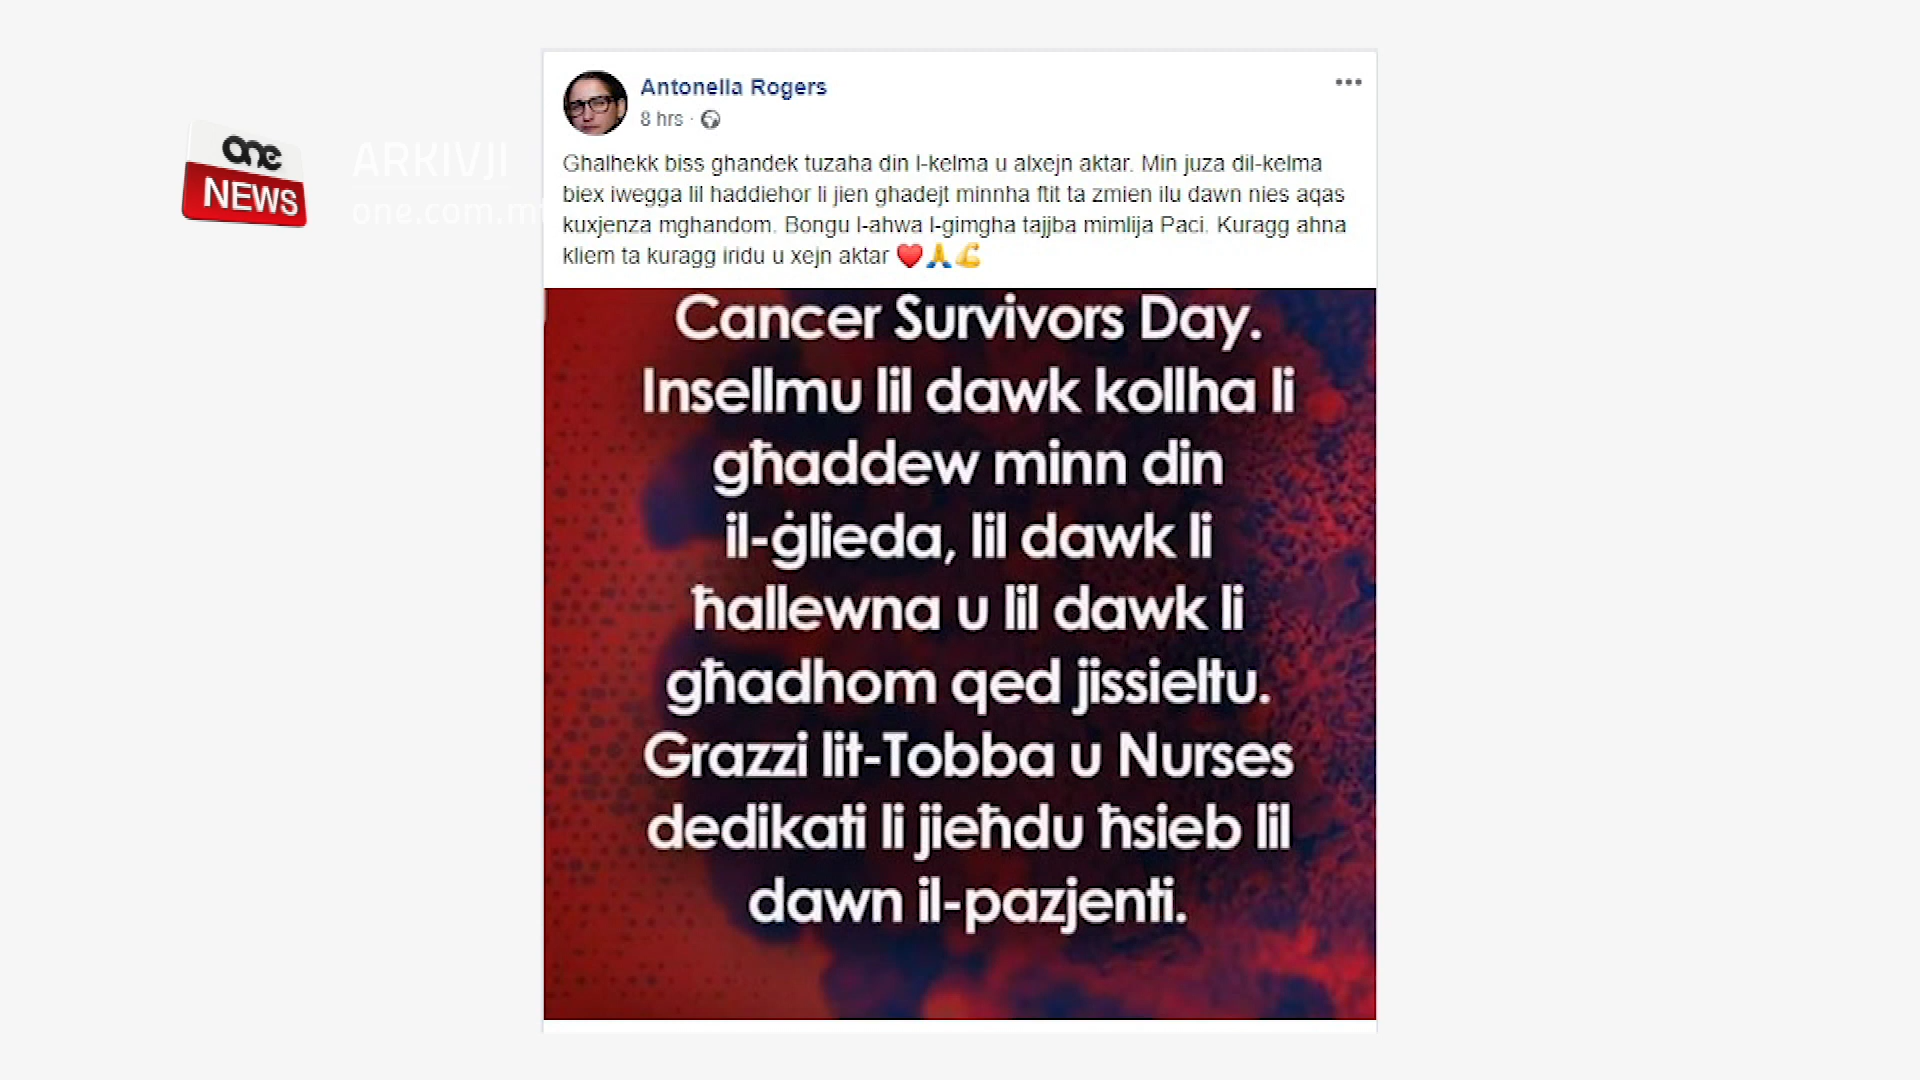 one
NEWS
ARKIVJI
one.com.mt
Antonella Rogers
8 hrs ·
Ghalhekk biss ghandek tuzaha din l-kelma u alxejn aktar. Min juza dil-kelma
biex iwegga lil haddiehor li jien ghadejt minnha ftit ta zmien ilu dawn nies aqas
kuxjenza mghandom. Bongu l-ahwa l-gimgha tajjba mimlija Paci. Kuragg ahna
kliem ta kuragg iridu u xejn aktar ❤️🙏💪
Cancer Survivors Day.
Insellmu lil dawk kollha li
għaddew minn din
il-ġlieda, lil dawk li
ħallewna u lil dawk li
għadhom qed jissieltu.
Grazzi lit-Tobba u Nurses
dedikati li jieħdu ħsieb lil
dawn il-pazjenti.